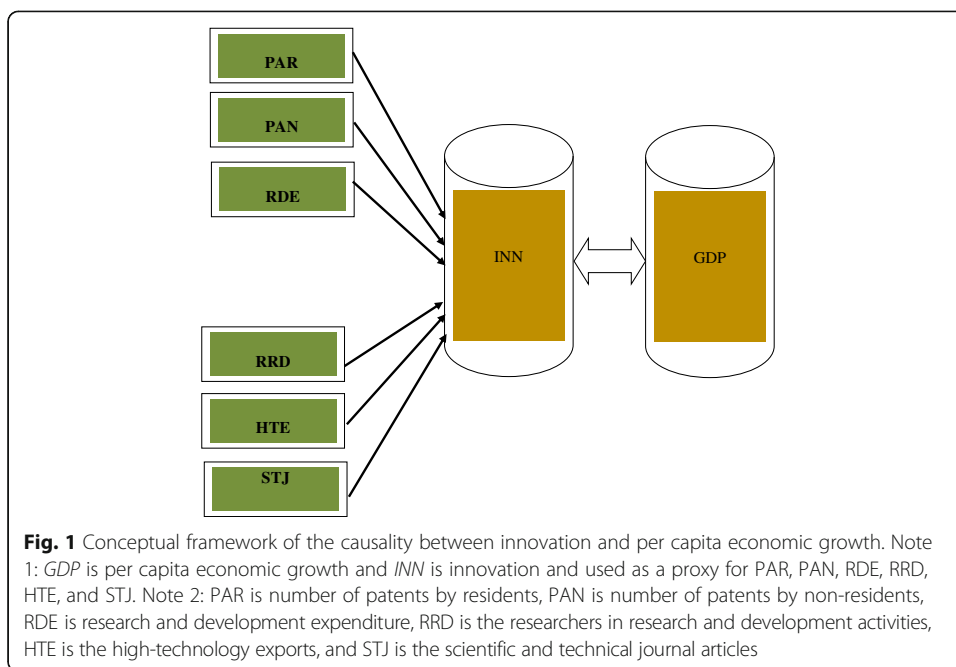 PAR
PAN
RDE
RRD
HTE
STJ
INN
GDP
Fig. 1 Conceptual framework of the causality between innovation and per capita economic growth. Note
1: GDP is per capita economic growth and INN is innovation and used as a proxy for PAR, PAN, RDE, RRD,
HTE, and STJ. Note 2: PAR is number of patents by residents, PAN is number of patents by non-residents,
RDE is research and development expenditure, RRD is the researchers in research and development activities,
HTE is the high-technology exports, and STJ is the scientific and technical journal articles